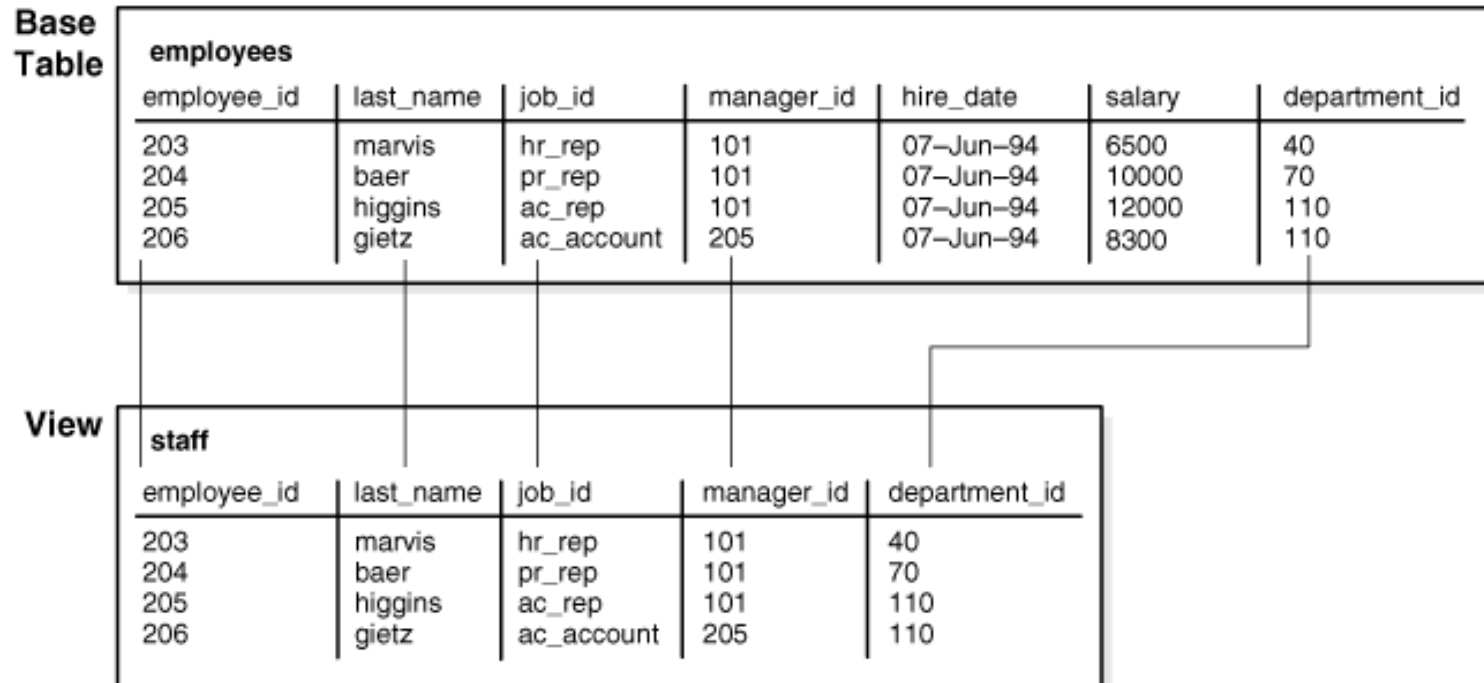 Base
Table
employees
employee_id last_name job_id manager_id hire_date salary department_id
203 marvis hr_rep 101 07–Jun–94 6500 40
204 baer pr_rep 101 07–Jun–94 10000 70
205 higgins ac_rep 101 07–Jun–94 12000 110
206 gietz ac_account 205 07–Jun–94 8300 110
View
staff
employee_id last_name job_id manager_id department_id
203 marvis hr_rep 101 40
204 baer pr_rep 101 70
205 higgins ac_rep 101 110
206 gietz ac_account 205 110